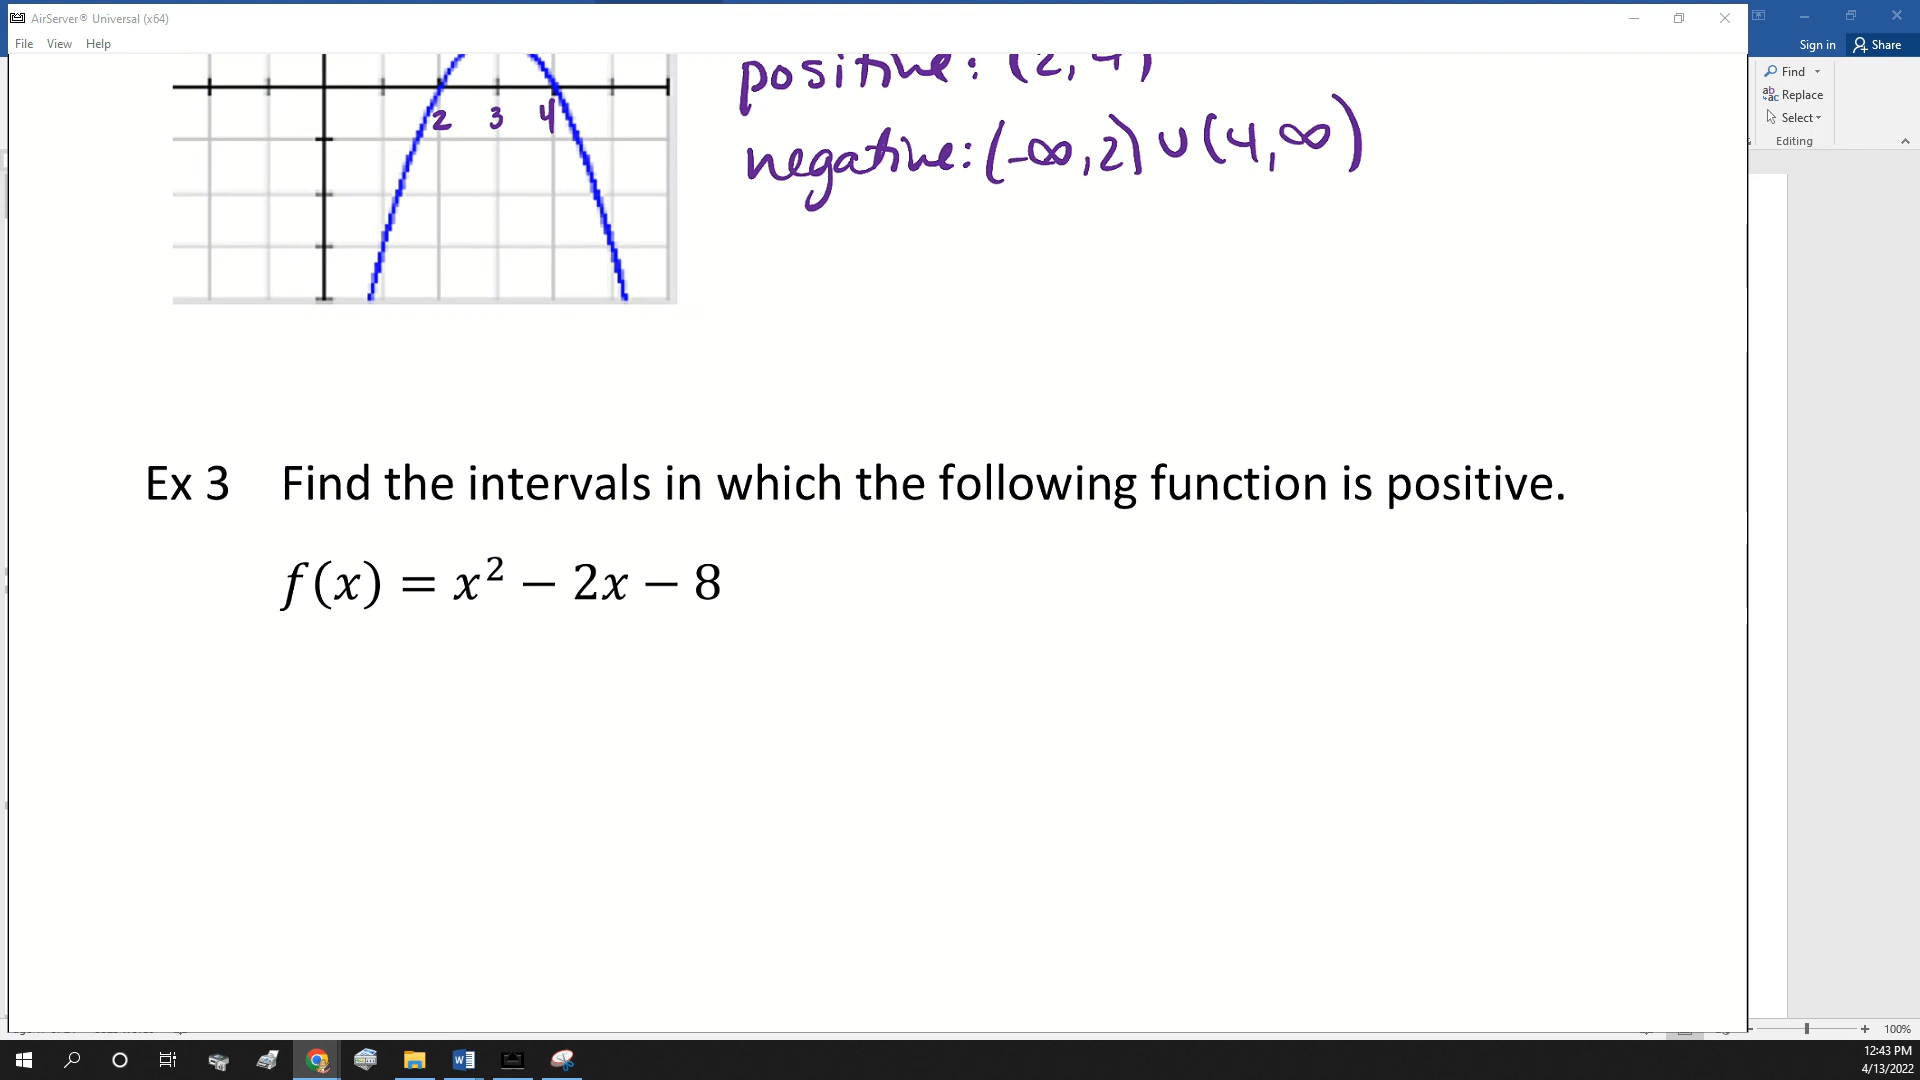 AirServer® Universal (x64)
File View Help
Sign in Share
Find
Replace
Select
Editing
positive: (2, 4)
2 3 4
negative: (-∞, 2) ∪ (4, ∞)
Ex 3 Find the intervals in which the following function is positive.
f(x) = x² − 2x − 8
100%
12:43 PM
4/13/2022